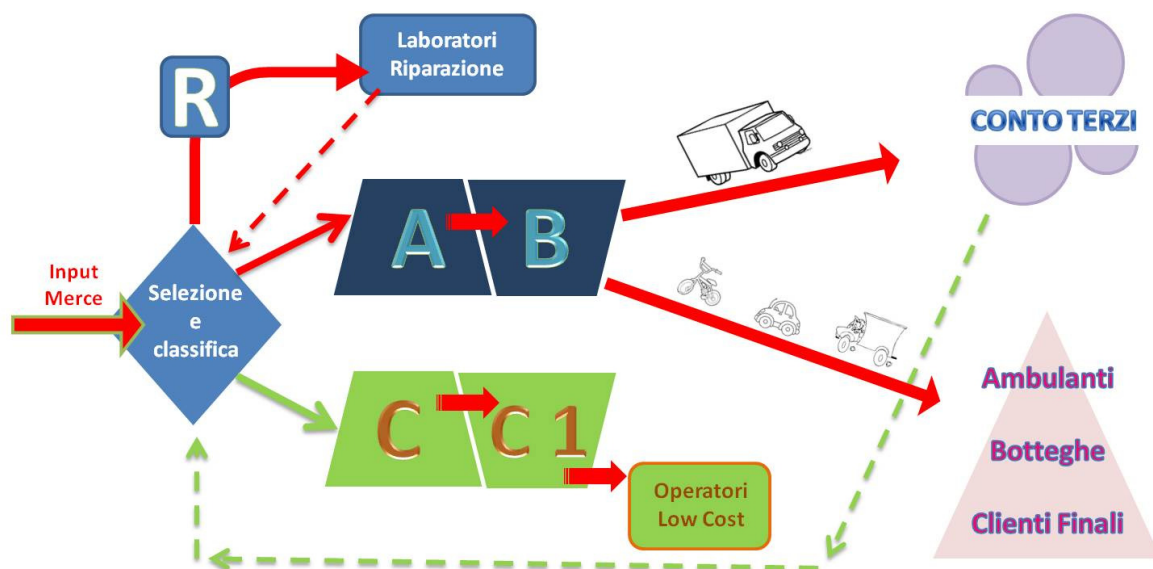 Laboratori
Riparazione
R
CONTO TERZI
A
B
Input
Merce
Selezione
e
classifica
C
C 1
Operatori
Low Cost
Ambulanti
Botteghe
Clienti Finali